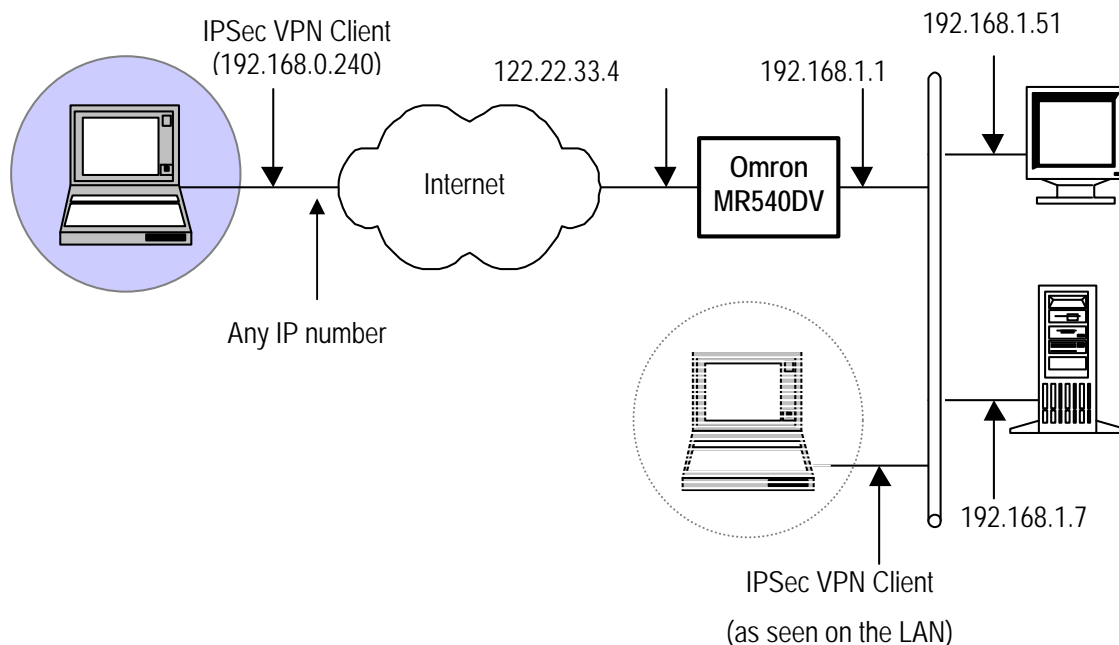 IPSec VPN Client
(192.168.0.240)
122.22.33.4
192.168.1.1
192.168.1.51
Internet
Omron
MR540DV
Any IP number
192.168.1.7
IPSec VPN Client
(as seen on the LAN)